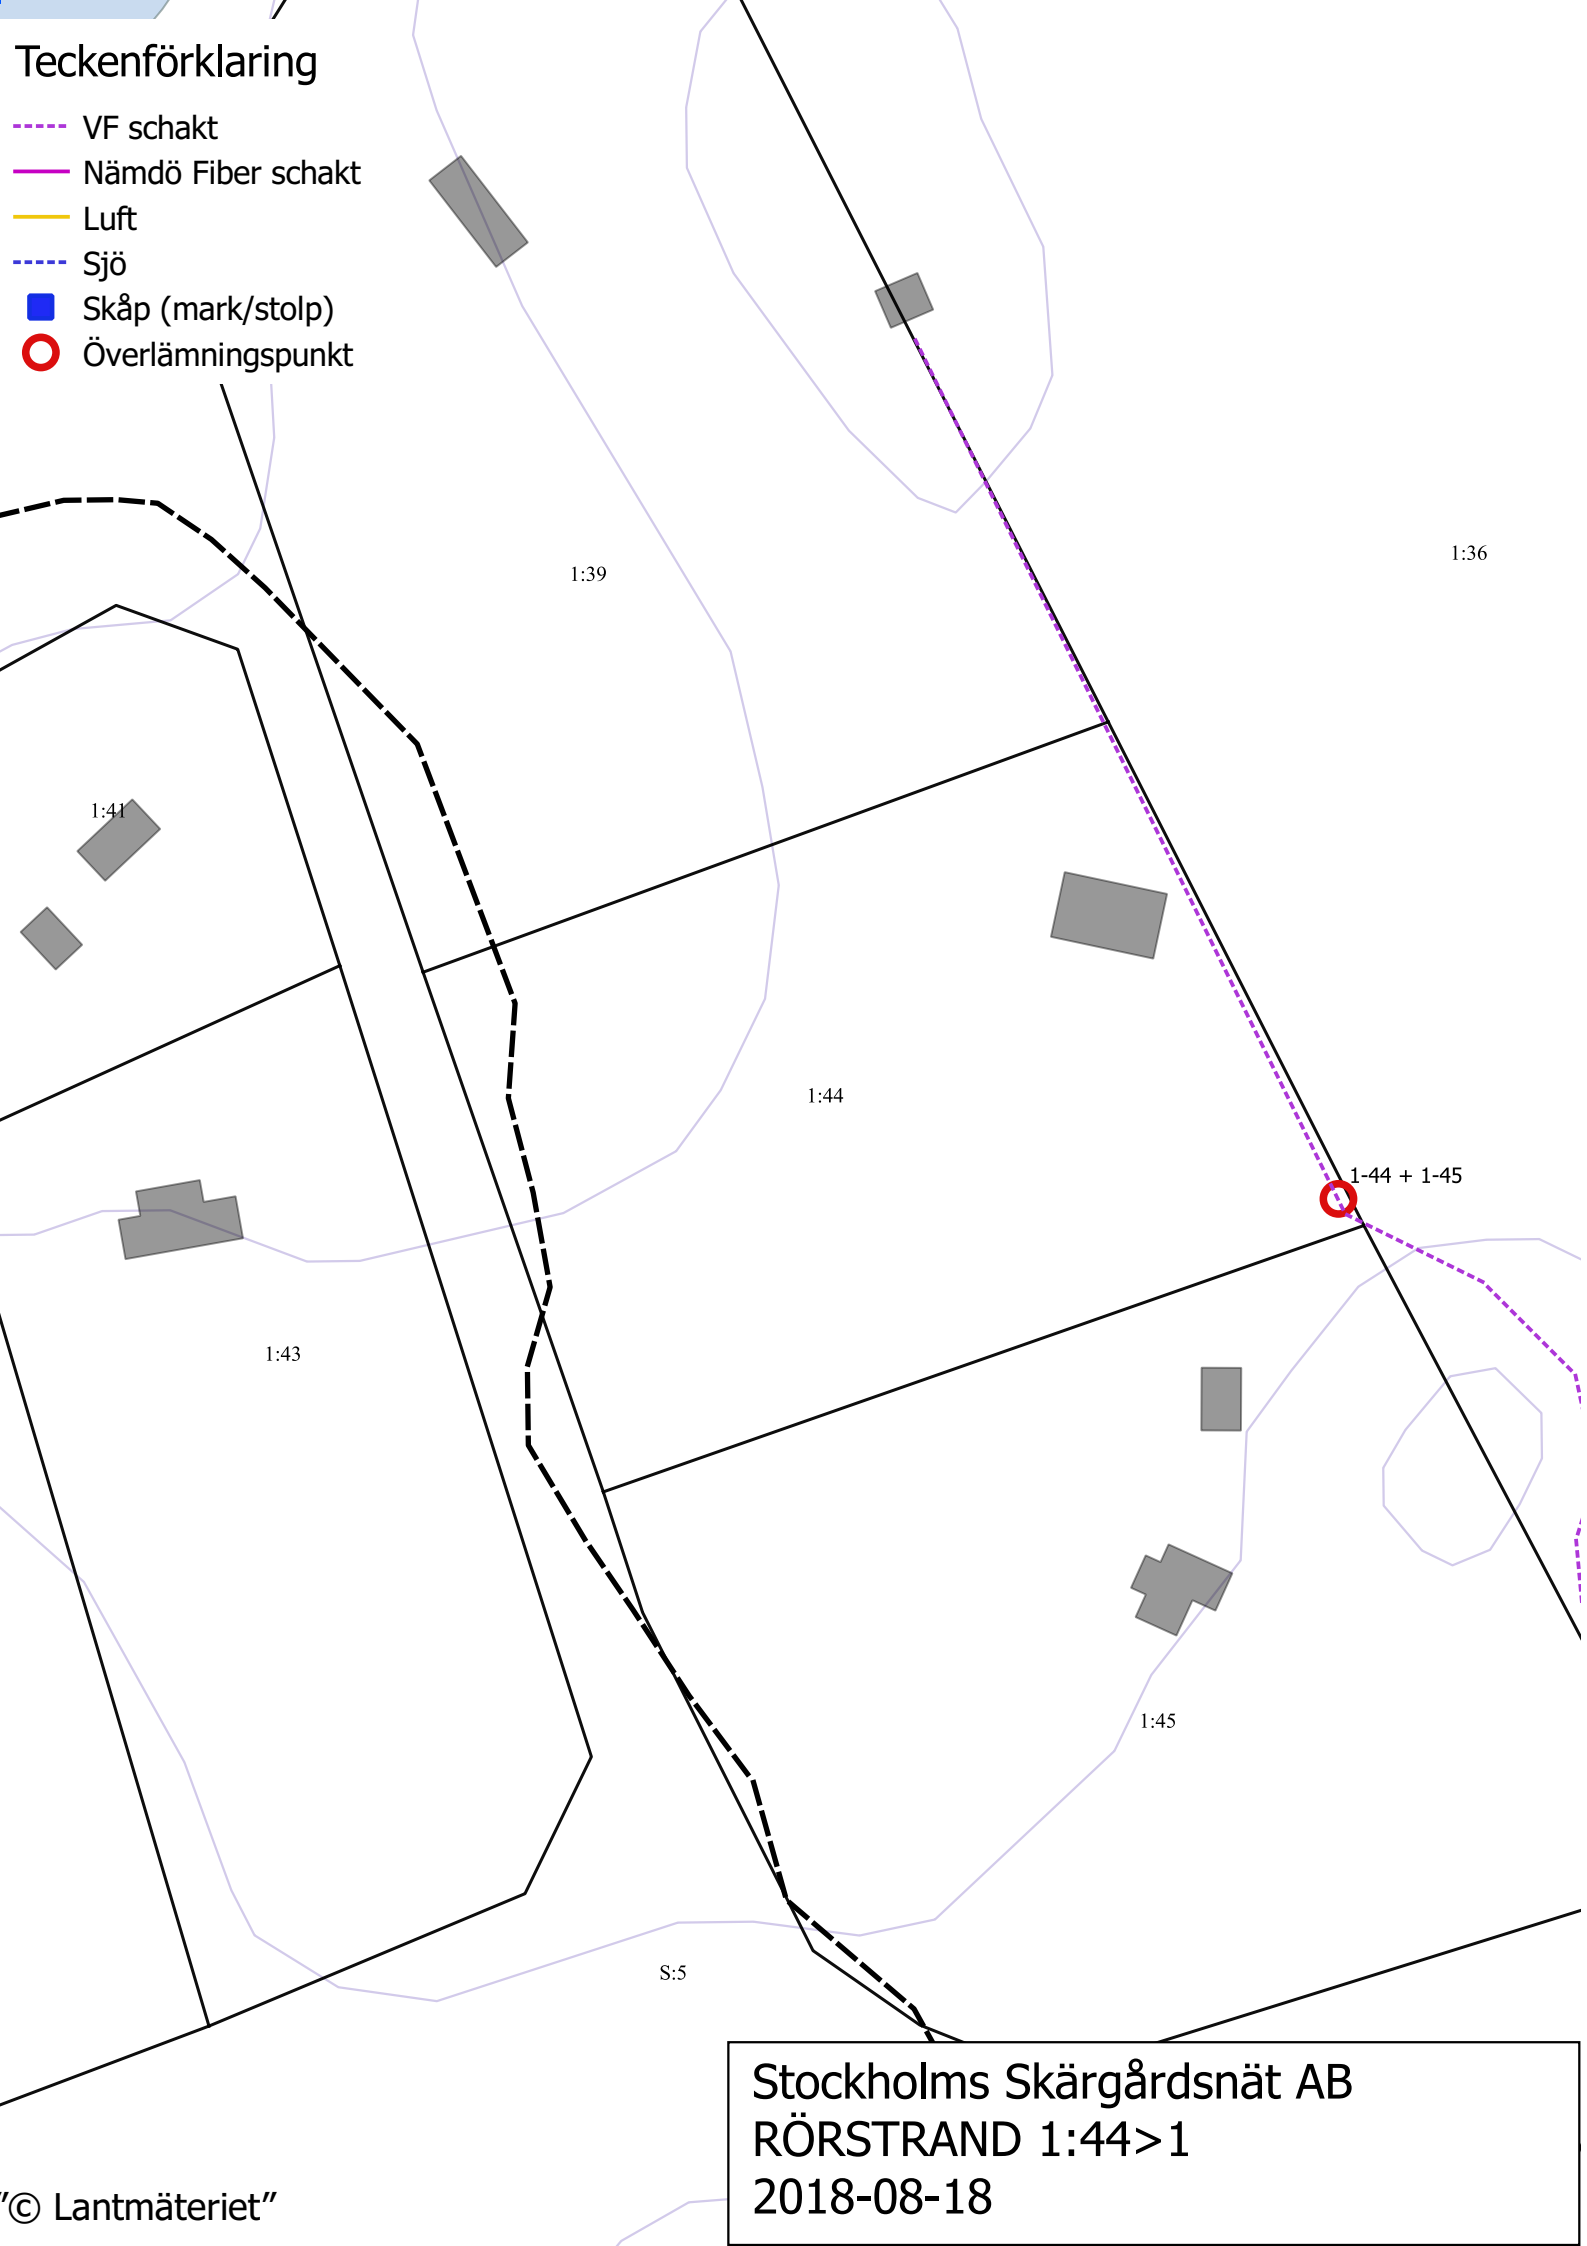 Teckenförklaring
VF schakt
Nämdö Fiber schakt
Luft
Sjö
Skåp (mark/stolp)
Överlämningspunkt
1:36
1:39
1:41
1:44
1-44 + 1-45
1:43
1:45
S:5
Stockholms Skärgårdsnät AB
RÖRSTRAND 1:44>1
2018-08-18
"© Lantmäteriet"